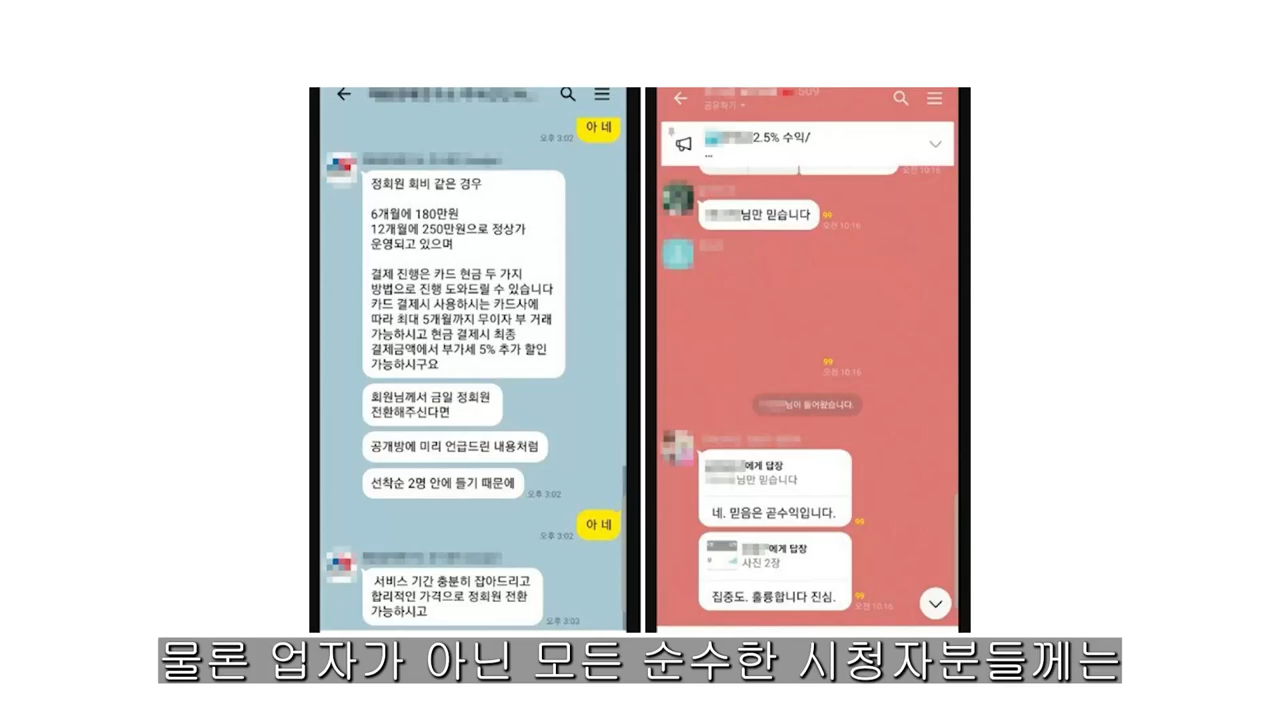 아 네
오후 3:02
정회원 회비 같은 경우
6개월에 180만원
12개월에 250만원으로 정상가
운영되고 있으며
결제 진행은 카드 현금 두 가지
방법으로 진행 도와드릴 수 있습니다
카드 결제시 사용하시는 카드사에
따라 최대 5개월까지 무이자 부 거래
가능하시고 현금 결제시 최종
결제금액에서 부가세 5% 추가 할인
가능하시구요
회원님께서 금일 정회원
전환해주신다면
공개방에 미리 언급드린 내용처럼
선착순 2명 안에 들기 때문에
오후 3:02
아 네
오후 3:02
서비스 기간 충분히 잡아드리고
합리적인 가격으로 정회원 전환
가능하시고
오후 3:03
509
공유하기
2.5% 수익/
...
오전 10:16
님만 믿습니다
99
오전 10:16
99
오전 10:16
님이 들어왔습니다.
에게 답장
님만 믿습니다
네. 믿음은 곧수익입니다.
99
에게 답장
사진 2장
집중도. 훌륭합니다 진심.
99
오전 10:16
물론 업자가 아닌 모든 순수한 시청자분들께는